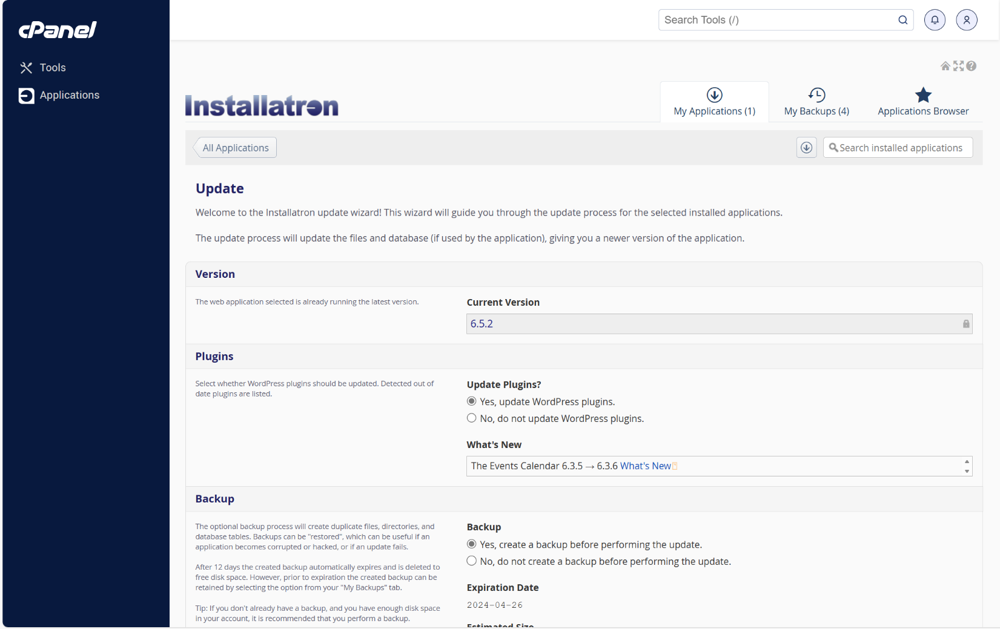 cPanel
Search Tools (/)
Tools
Applications
Installatron
My Applications (1)
My Backups (4)
Applications Browser
All Applications
Search installed applications
Update
Welcome to the Installatron update wizard! This wizard will guide you through the update process for the selected installed applications.
The update process will update the files and database (if used by the application), giving you a newer version of the application.
Version
The web application selected is already running the latest version.
Current Version
6.5.2
Plugins
Select whether WordPress plugins should be updated. Detected out of
date plugins are listed.
Update Plugins?
Yes, update WordPress plugins.
No, do not update WordPress plugins.
What's New
The Events Calendar 6.3.5 → 6.3.6 What's New
Backup
The optional backup process will create duplicate files, directories, and
database tables. Backups can be "restored", which can be useful if an
application becomes corrupted or hacked, or if an update fails.
After 12 days the created backup automatically expires and is deleted to
free disk space. However, prior to expiration the created backup can be
retained by selecting the option from your "My Backups" tab.
Tip: If you don't already have a backup, and you have enough disk space
in your account, it is recommended that you perform a backup.
Backup
Yes, create a backup before performing the update.
No, do not create a backup before performing the update.
Expiration Date
2024-04-26
Estimated Size